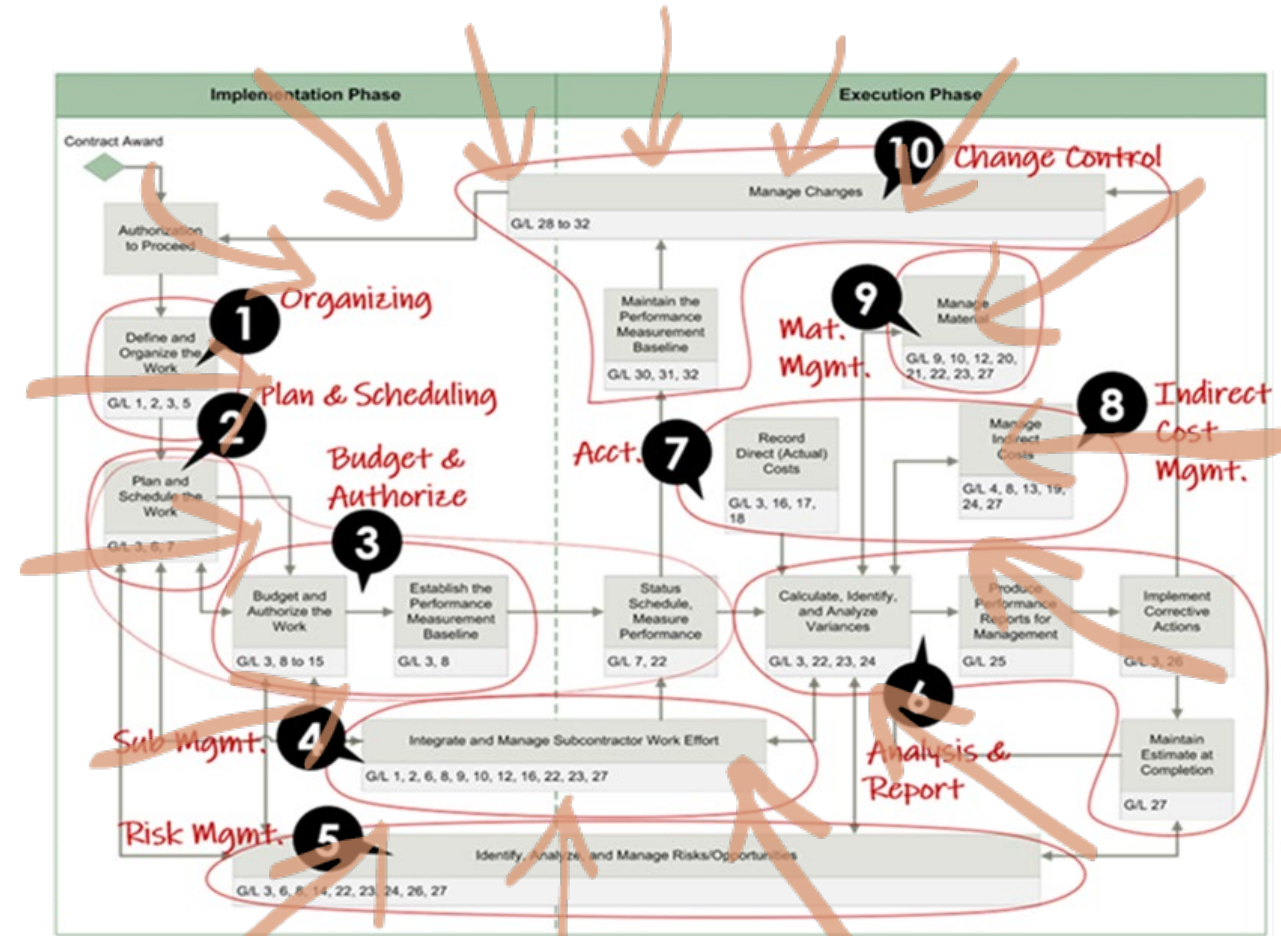 Implementation Phase
Execution Phase
Contract Award
10
Change Control
Manage Changes
G/L 28 to 32
Authorization
to Proceed
1
Organizing
Define and
Organize the
Work
G/L 1, 2, 3, 5
2
Plan & Scheduling
Plan and
Schedule the
Work
G/L 3, 6, 7
Budget &
Authorize
3
Budget and
Authorize the
Work
G/L 3, 8 to 15
Establish the
Performance
Measurement
Baseline
G/L 3, 8
Maintain the
Performance
Measurement
Baseline
G/L 30, 31, 32
9
Mat.
Mgmt.
Manage
Material
G/L 9, 10, 12, 20,
21, 22, 23, 27
Acct.
7
Record
Direct (Actual)
Costs
G/L 3, 16, 17,
18
8
Indirect
Cost
Mgmt.
Manage
Indirect
Costs
G/L 4, 8, 13, 19,
24, 27
Status
Schedule,
Measure
Performance
G/L 7, 22
Calculate, Identify,
and Analyze
Variances
G/L 3, 22, 23, 24
Produce
Performance
Reports for
Management
G/L 25
Implement
Corrective
Actions
G/L 3, 26
6
Analysis &
Report
Maintain
Estimate at
Completion
G/L 27
Sub Mgmt.
4
Integrate and Manage Subcontractor Work Effort
G/L 1, 2, 6, 8, 9, 10, 12, 16, 22, 23, 27
Risk Mgmt.
5
Identify, Analyze, and Manage Risks/Opportunities
G/L 3, 6, 8, 14, 22, 23, 24, 26, 27